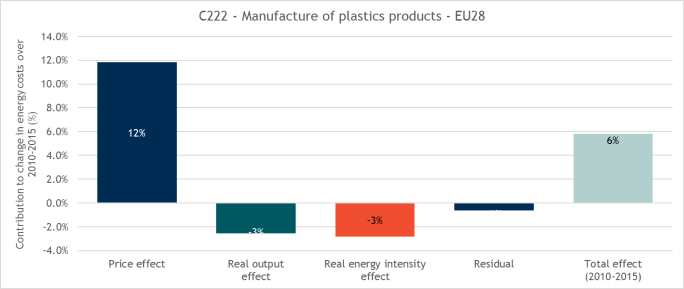 C222 - Manufacture of plastics products - EU28
Contribution to change in energy costs over
2010-2015 (%)
14.0%
12.0%
10.0%
8.0%
6.0%
4.0%
2.0%
0.0%
-2.0%
-4.0%
12%
-3%
-3%
6%
Price effect
Real output
effect
Real energy intensity
effect
Residual
Total effect
(2010-2015)